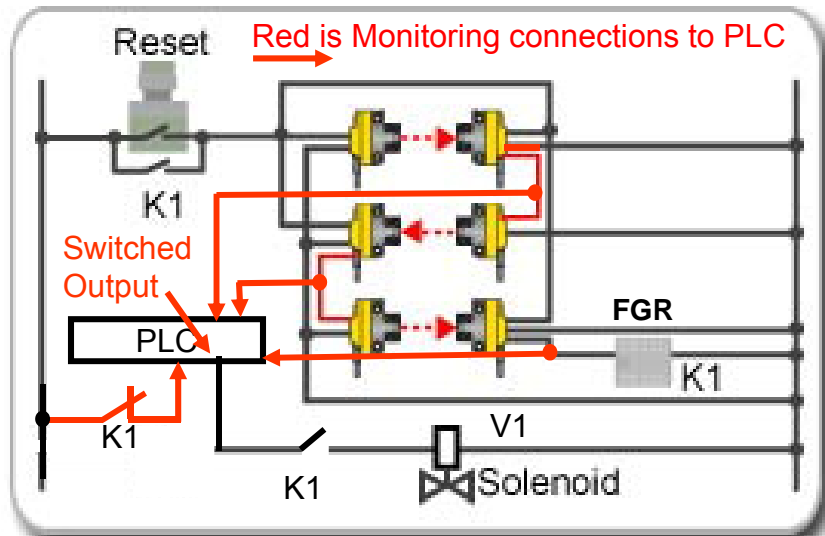 Reset
Red is Monitoring connections to PLC
K1
Switched
Output
PLC
FGR
K1
K1
V1
K1
Solenoid